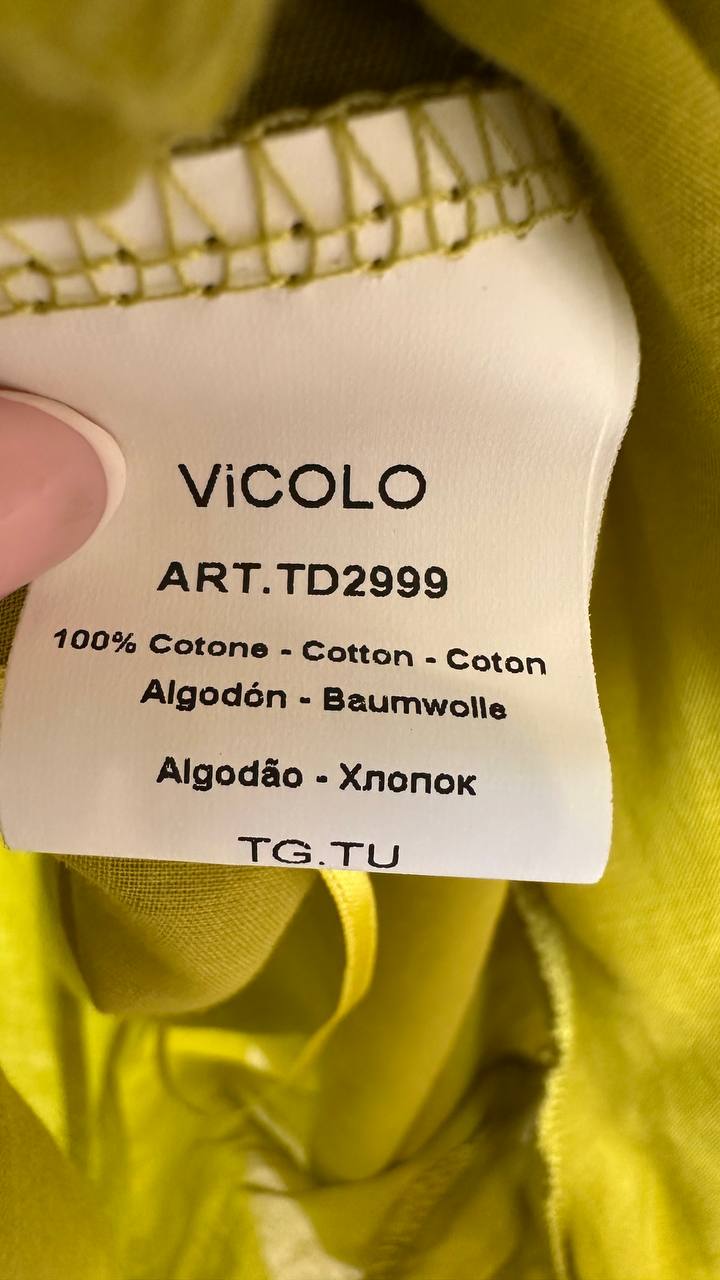 ViCOLO
ART.TD2999
100% Cotone - Cotton - Coton
Algodón - Baumwolle
Algodão - Хлопок
TG.TU